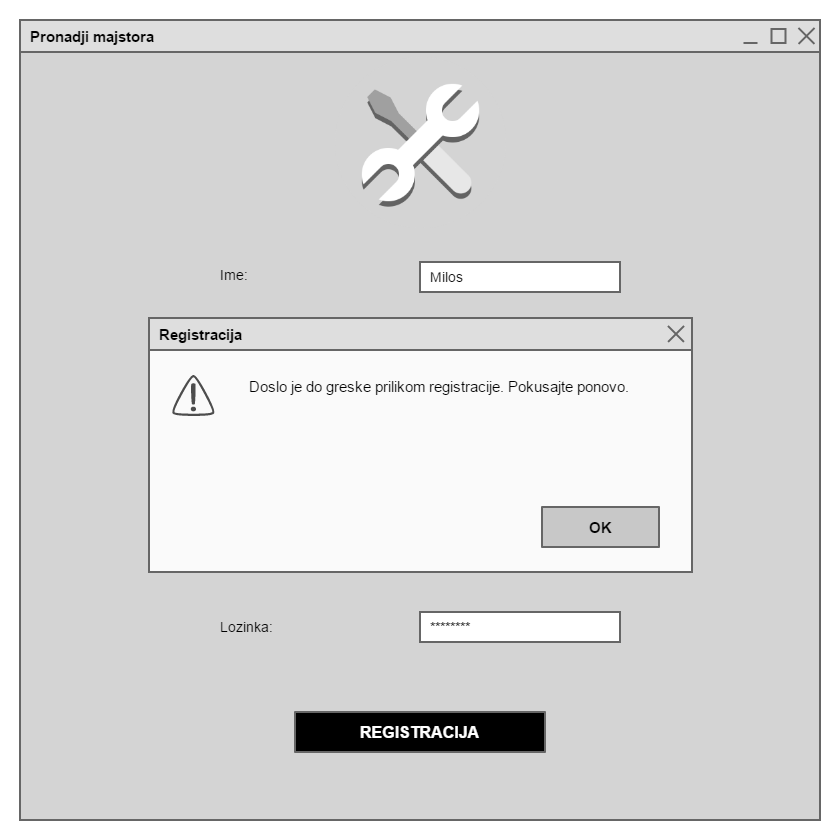 Pronadji majstora
Ime:
Milos
Registracija
Doslo je do greske prilikom registracije. Pokusajte ponovo.
OK
Lozinka:
********
REGISTRACIJA